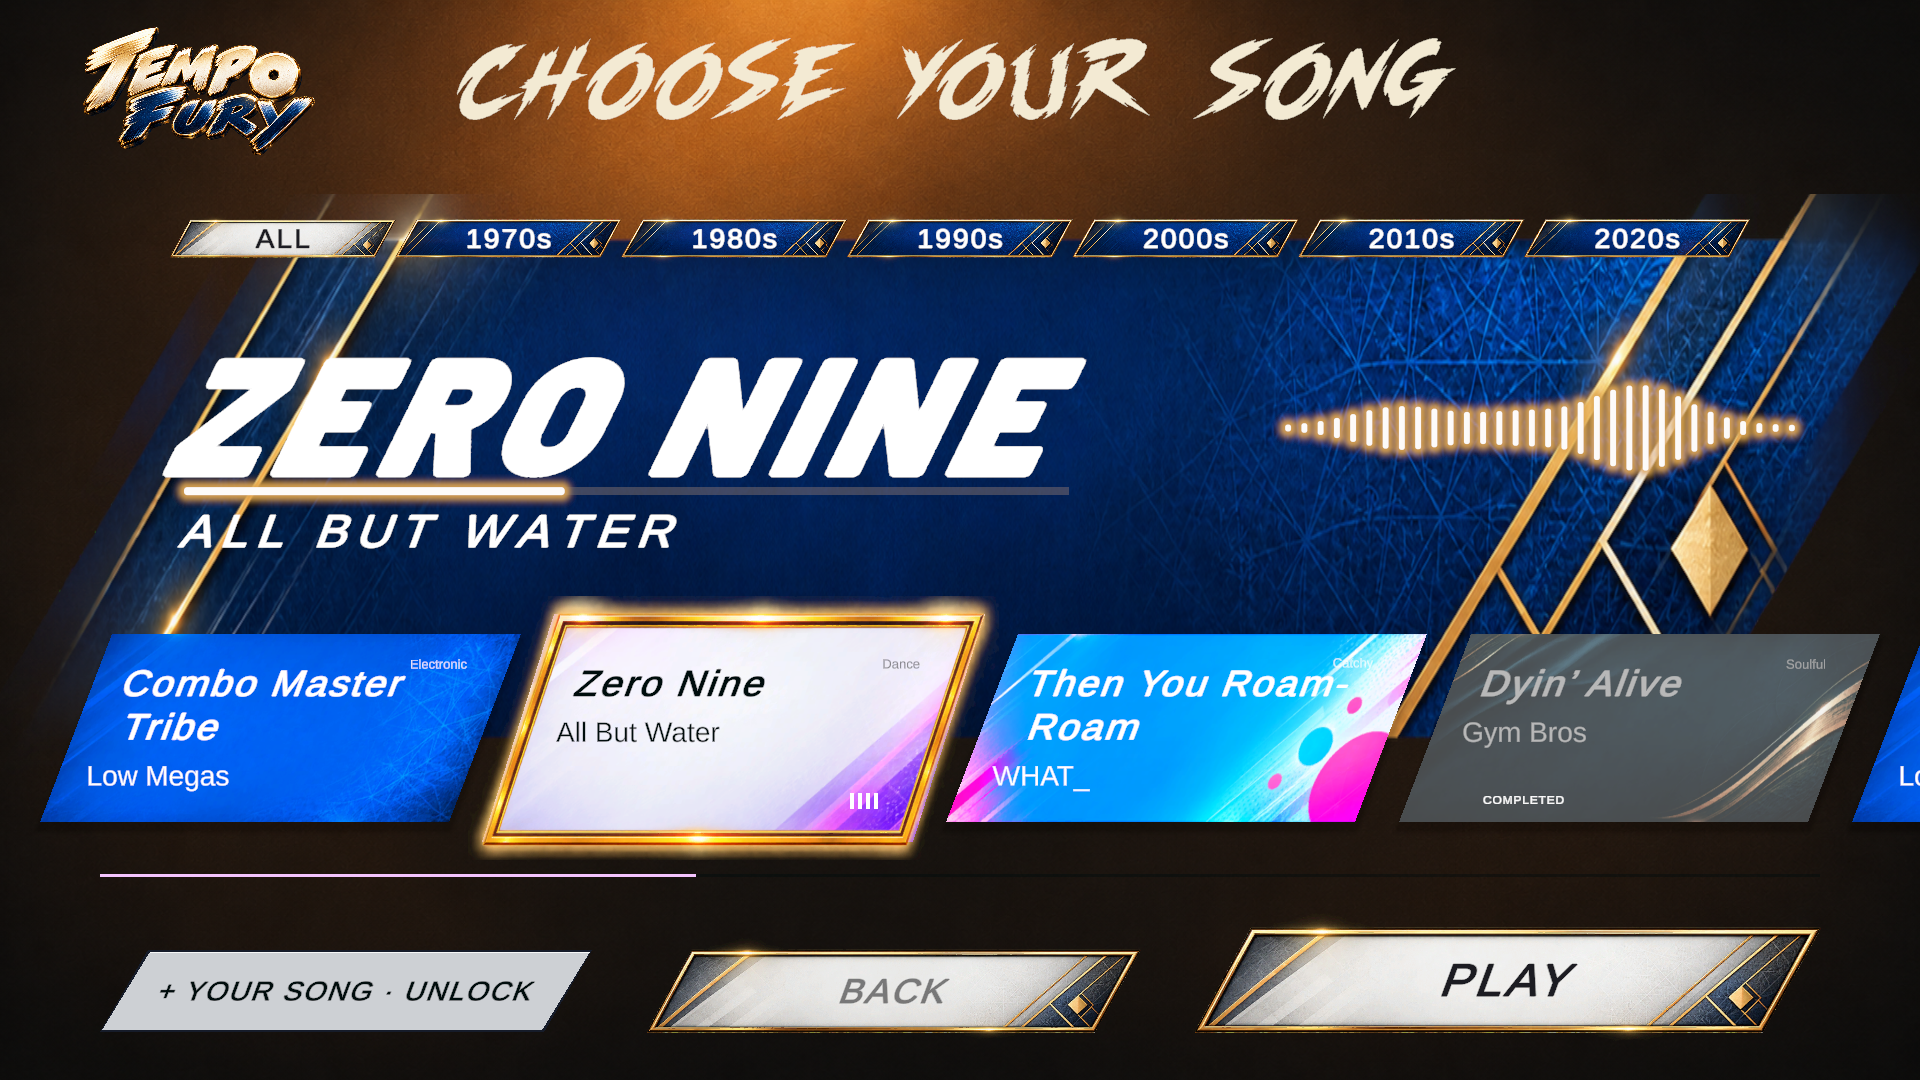 TEMPO
FURY
CHOOSE YOUR SONG
ALL
1970s
1980s
1990s
2000s
2010s
2020s
ZERO NINE
ALL BUT WATER
Electronic
Combo Master
Tribe
Low Megas
Dance
Zero Nine
All But Water
Catchy
Then You Roam-
Roam
WHAT_
Soulful
Dyin’ Alive
Gym Bros
COMPLETED
Lo
+ YOUR SONG · UNLOCK
BACK
PLAY